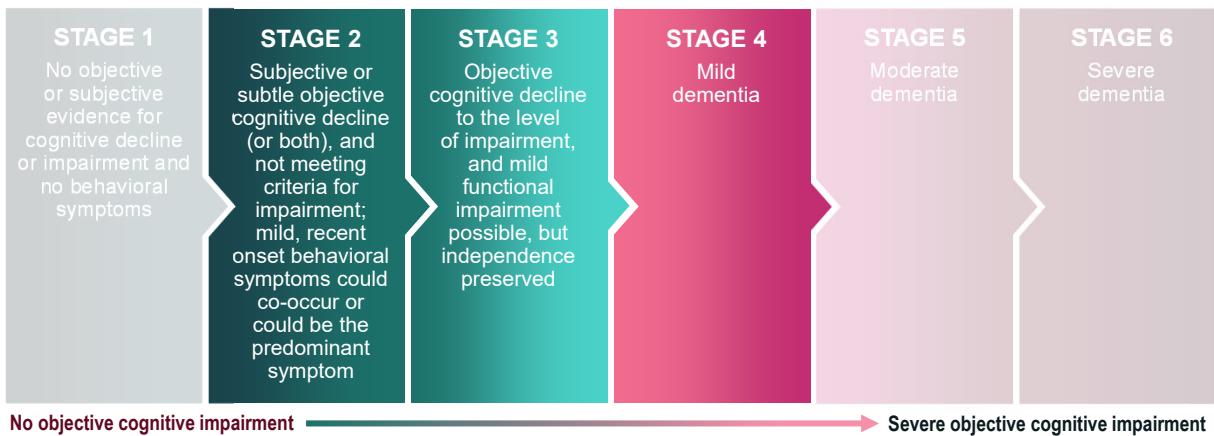 STAGE 1
No objective
or subjective
evidence for
cognitive decline
or impairment and
no behavioral
symptoms
STAGE 2
Subjective or
subtle objective
cognitive decline
(or both), and
not meeting
criteria for
impairment;
mild, recent
onset behavioral
symptoms could
co-occur or
could be the
predominant
symptom
STAGE 3
Objective
cognitive decline
to the level
of impairment,
and mild
functional
impairment
possible, but
independence
preserved
STAGE 4
Mild
dementia
STAGE 5
Moderate
dementia
STAGE 6
Severe
dementia
No objective cognitive impairment
Severe objective cognitive impairment